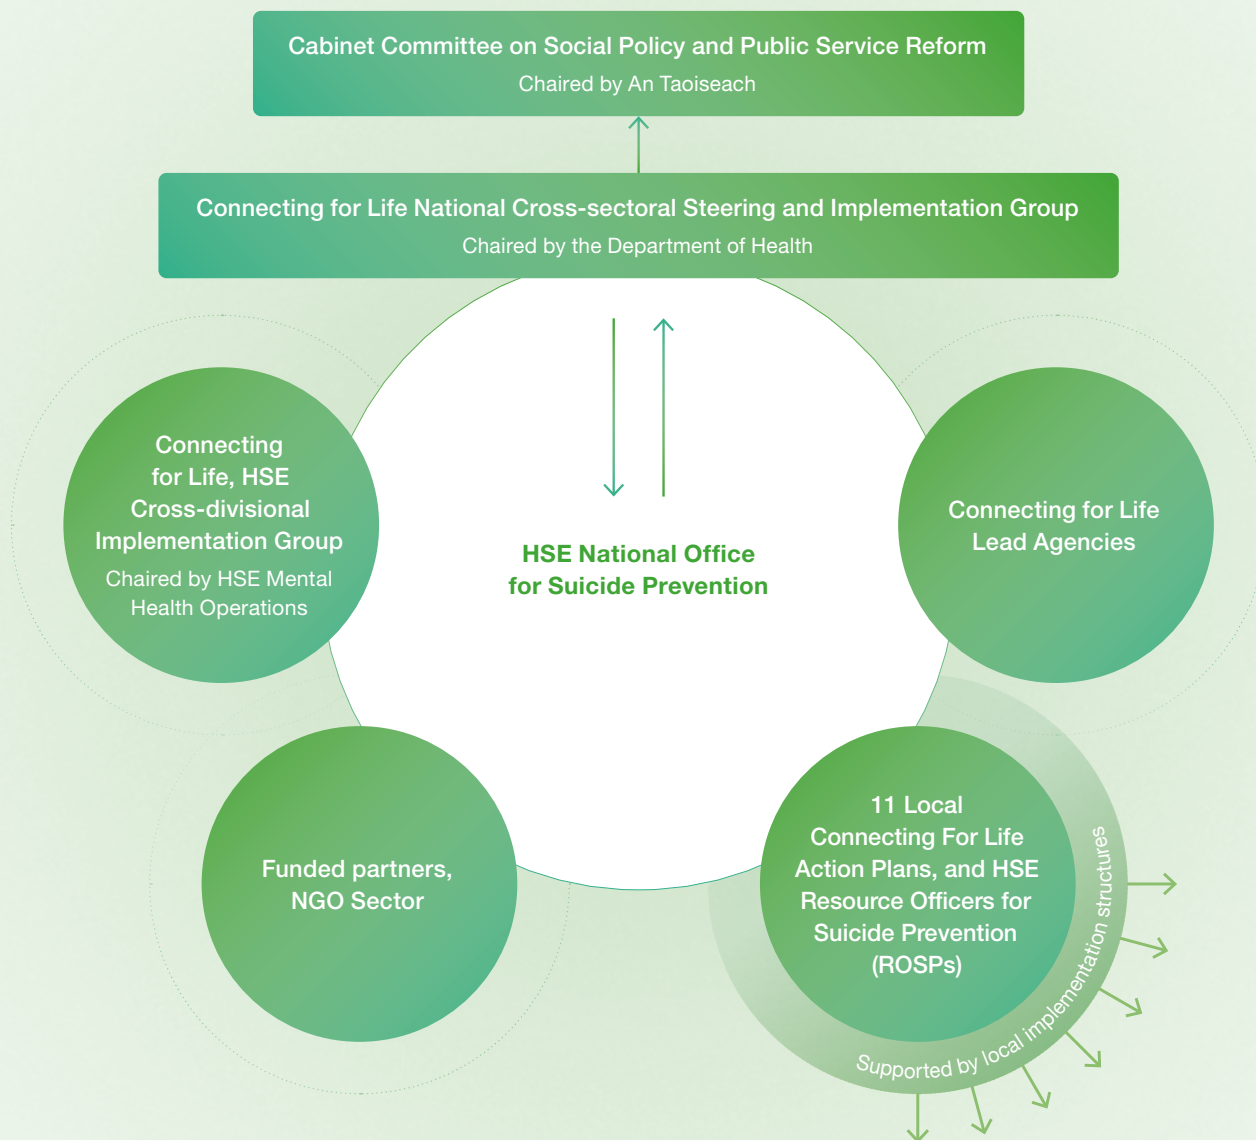 Cabinet Committee on Social Policy and Public Service Reform
Chaired by An Taoiseach
Connecting for Life National Cross-sectoral Steering and Implementation Group
Chaired by the Department of Health
Connecting
for Life, HSE
Cross-divisional
Implementation Group
Chaired by HSE Mental
Health Operations
HSE National Office
for Suicide Prevention
Connecting for Life
Lead Agencies
Funded partners,
NGO Sector
11 Local
Connecting For Life
Action Plans, and HSE
Resource Officers for
Suicide Prevention
(ROSPs)
Supported by local implementation structures